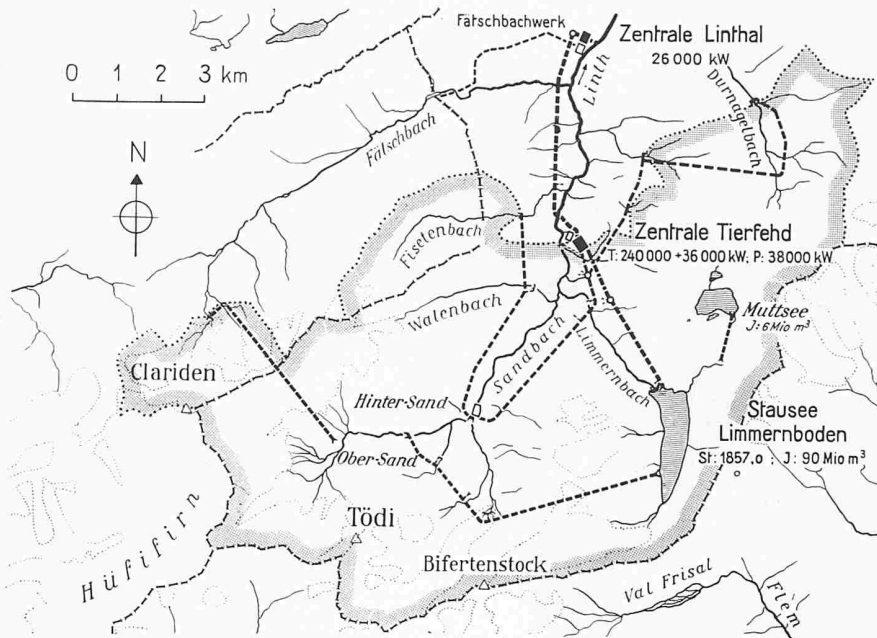 Fätschbachwerk
Zentrale Linthal
26 000 kW
0 1 2 3 km
Linth
Durnagelbach
Fätschbach
N
Fisetenbach
Zentrale Tierfehd
T: 240 000 + 36 000 kW; P: 38 000 kW
Walenbach
Muttsee
J: 6 Mio m³
Sandbach
Limmernbach
Clariden
Hinter-Sand
Stausee
Limmernboden
St: 1857,0 ; J: 90 Mio m³
Ober-Sand
Tödi
Hüfifirn
Bifertenstock
Val Frisal
Flem